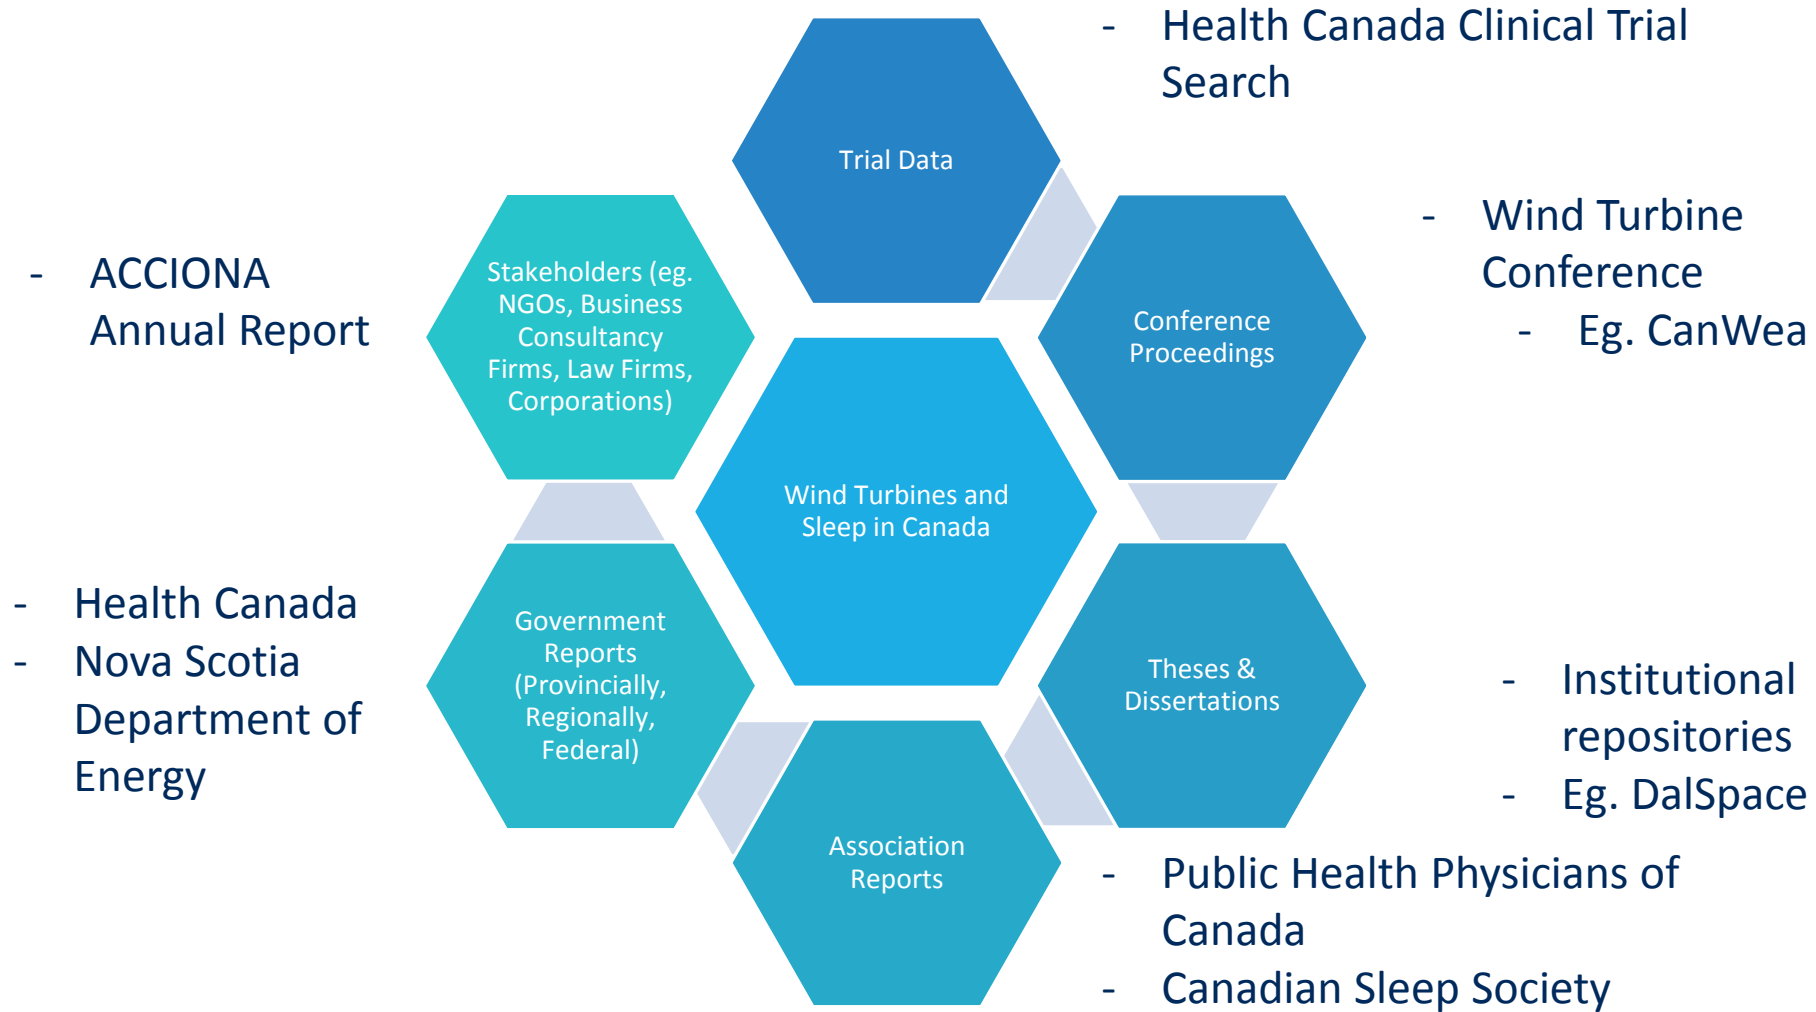 - Health Canada Clinical Trial
Search
Trial Data
- Wind Turbine
Conference
- Eg. CanWea
Conference
Proceedings
- ACCIONA
Annual Report
Stakeholders (eg.
NGOs, Business
Consultancy
Firms, Law Firms,
Corporations)
Wind Turbines and
Sleep in Canada
- Health Canada
- Nova Scotia
Department of
Energy
Government
Reports
(Provincially,
Regionally,
Federal)
Theses &
Dissertations
- Institutional
repositories
- Eg. DalSpace
Association
Reports
- Public Health Physicians of
Canada
- Canadian Sleep Society